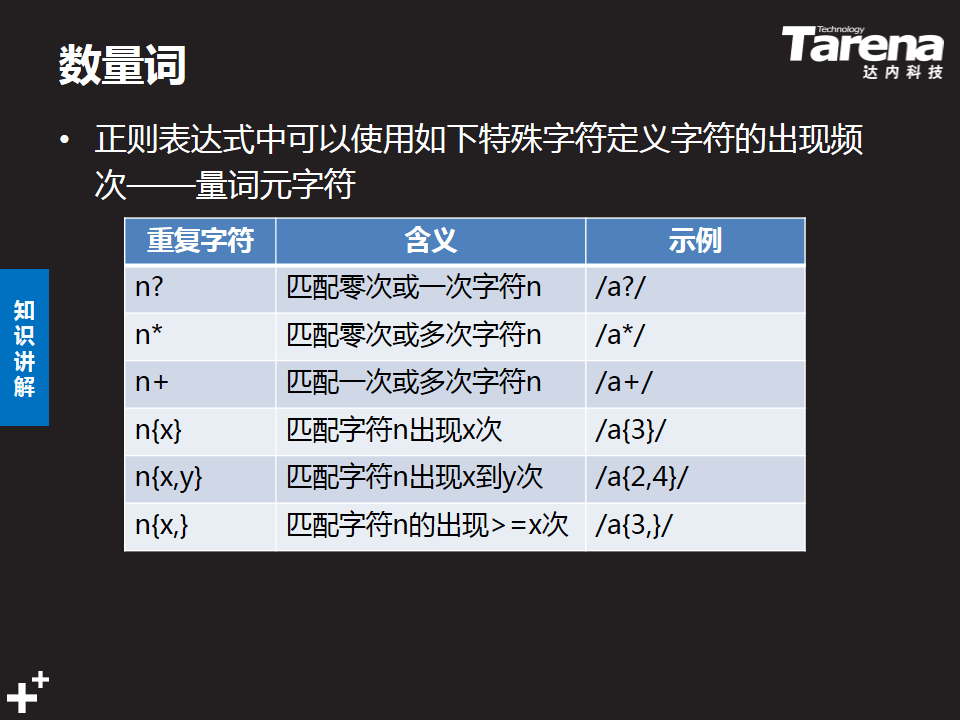 数量词
Technology
Tarena
达内科技
• 正则表达式中可以使用如下特殊字符定义字符的出现频
次——量词元字符
重复字符 含义 示例
n? 匹配零次或一次字符n /a?/
n* 匹配零次或多次字符n /a*/
n+ 匹配一次或多次字符n /a+/
n{x} 匹配字符n出现x次 /a{3}/
n{x,y} 匹配字符n出现x到y次 /a{2,4}/
n{x,} 匹配字符n的出现>=x次 /a{3,}/
知
识
讲
解